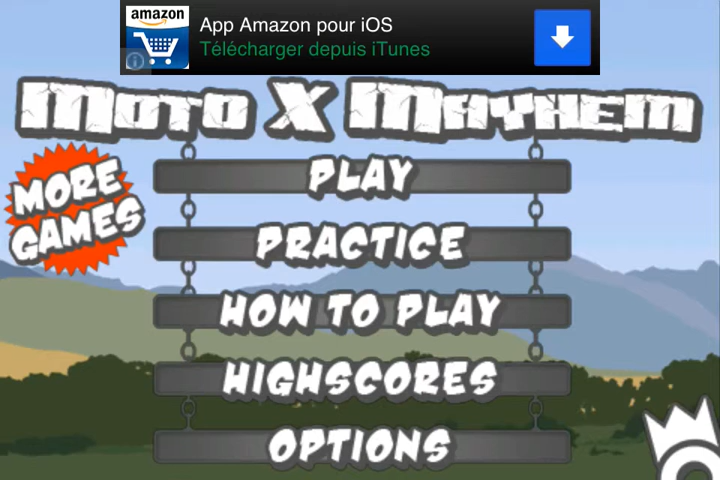 amazon
App Amazon pour iOS
Télécharger depuis iTunes
MOTO X MAYHEM
MORE
GAMES
PLAY
PRACTICE
HOW TO PLAY
HIGHSCORES
OPTIONS